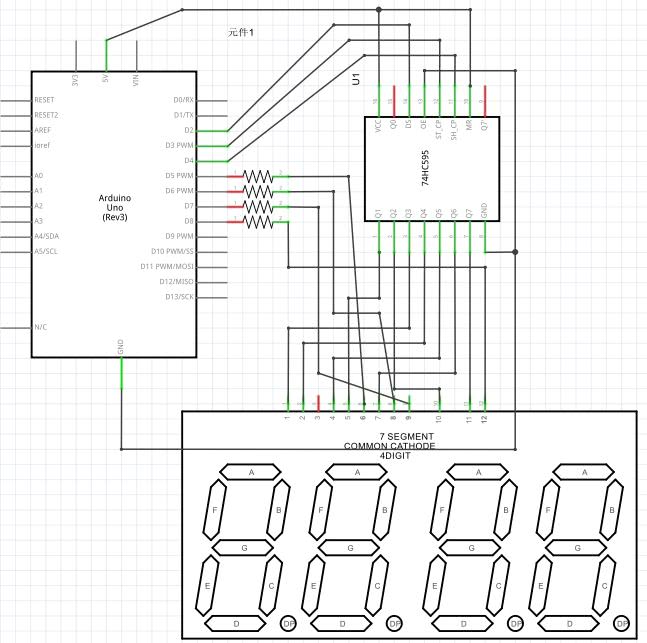 元件1
3V3
5V
VIN
U1
16
15
14
13
12
11
10
9
VCC
Q0
DS
OE
ST_CP
SH_CP
MR
Q7'
74HC595
Q1
Q2
Q3
Q4
Q5
Q6
Q7
GND
1
2
3
4
5
6
7
8
RESET
RESET2
AREF
ioref
A0
A1
A2
A3
A4/SDA
A5/SCL
N/C
Arduino
Uno
(Rev3)
D0/RX
D1/TX
D2
D3 PWM
D4
D5 PWM
D6 PWM
D7
D8
D9 PWM
D10 PWM/SS
D11 PWM/MOSI
D12/MISO
D13/SCK
GND
1
2
3
4
5
6
7
8
9
10
11
12
7 SEGMENT
COMMON CATHODE
4DIGIT
A
A
A
A
F
B
F
B
F
B
F
B
G
G
G
G
E
C
E
C
E
C
E
C
D
DP
D
DP
D
DP
D
DP